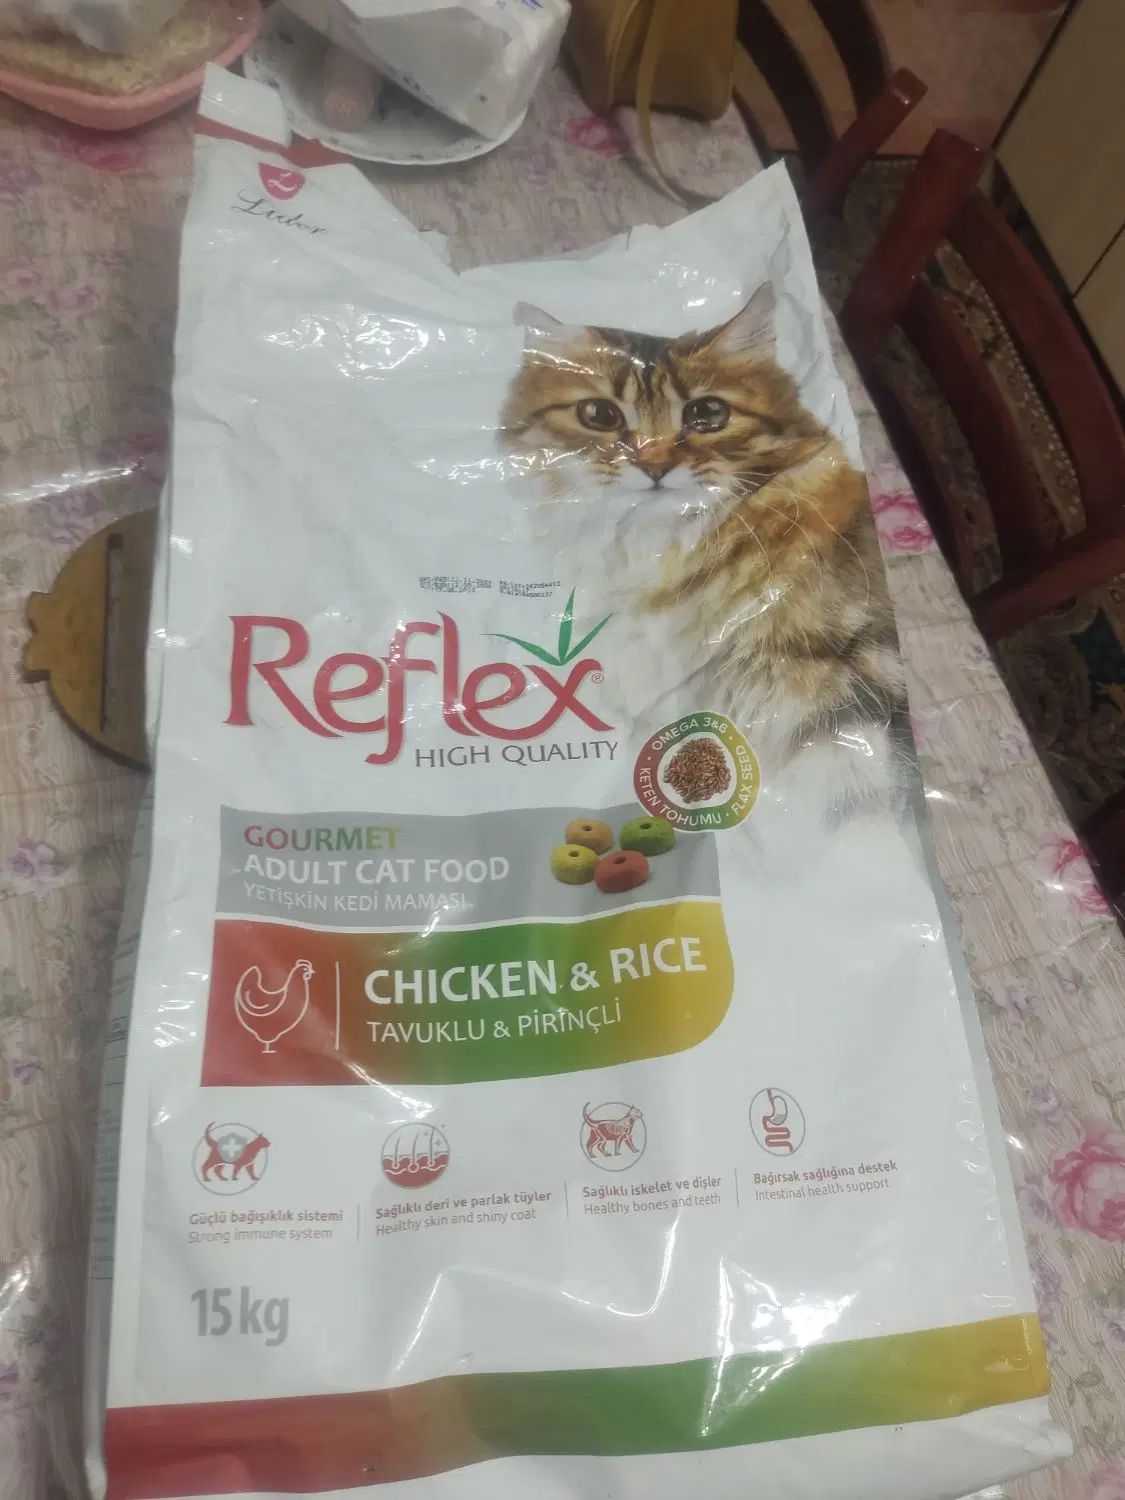 L
Lider
Reflex®
HIGH QUALITY
OMEGA 3&6 · FLAX SEED · KETEN TOHUMU ·
GOURMET
ADULT CAT FOOD
YETİŞKİN KEDİ MAMASI
CHICKEN & RICE
TAVUKLU & PİRİNÇLİ
Güçlü bağışıklık sistemi
Strong immune system
Sağlıklı deri ve parlak tüyler
Healthy skin and shiny coat
Sağlıklı iskelet ve dişler
Healthy bones and teeth
Bağırsak sağlığına destek
Intestinal health support
15 kg